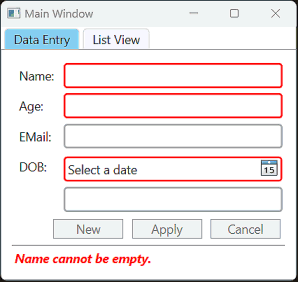 Main Window
Data Entry List View
Name:
Age:
EMail:
DOB: Select a date 15
New Apply Cancel
Name cannot be empty.